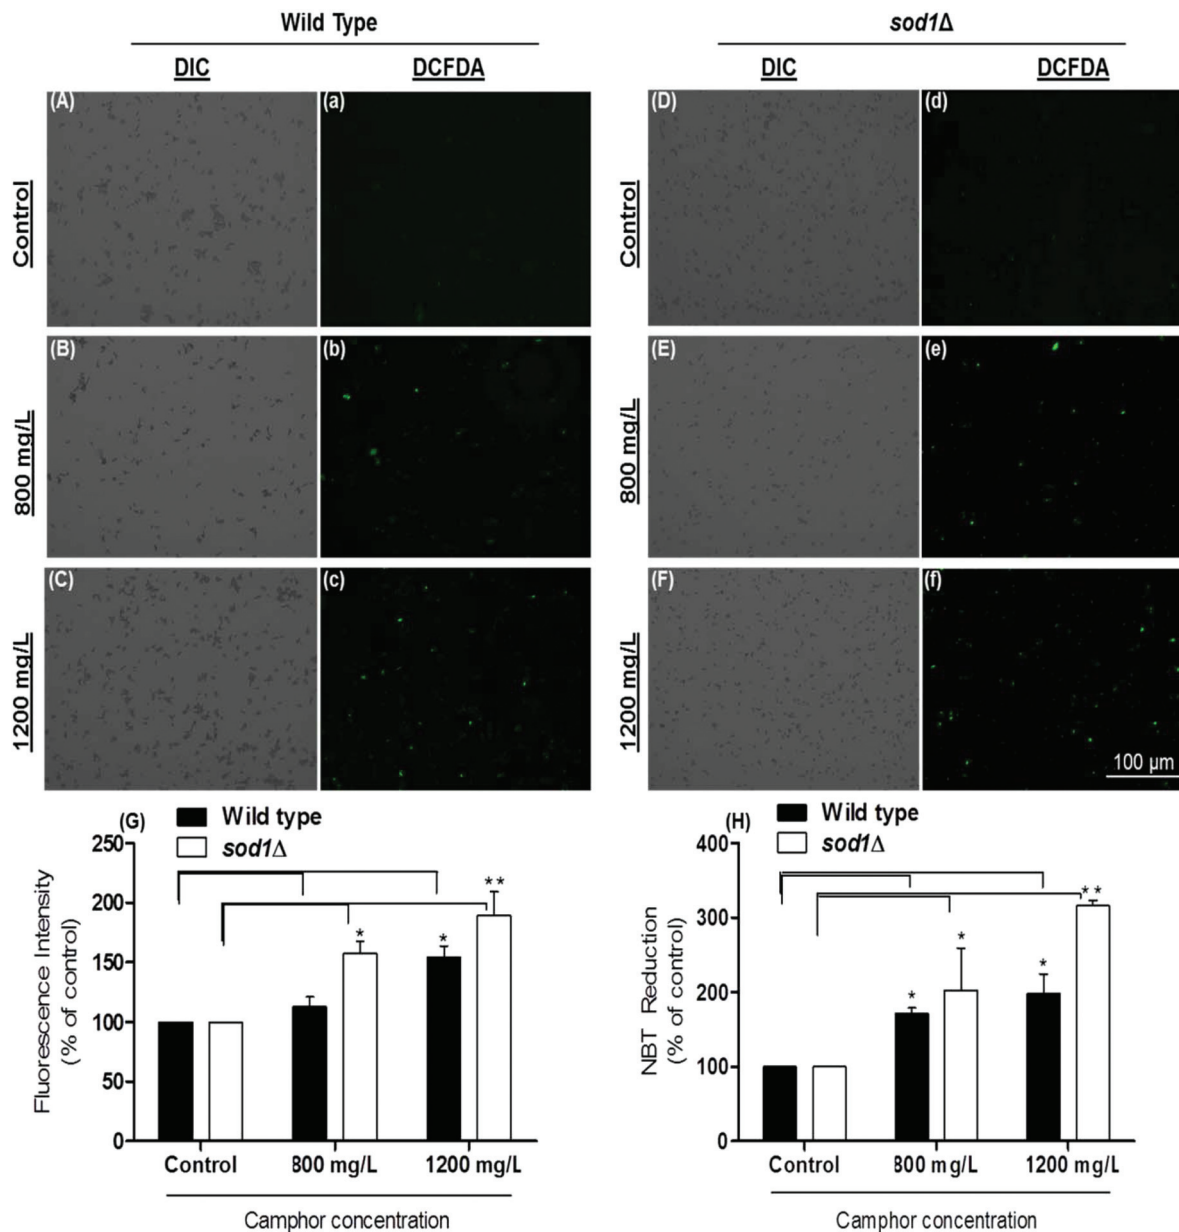 Wild Type
sod1Δ
DIC
DCFDA
DIC
DCFDA
Control
(A)
(a)
Control
(D)
(d)
800 mg/L
(B)
(b)
800 mg/L
(E)
(e)
1200 mg/L
(C)
(c)
1200 mg/L
(F)
(f)
100 µm
(G)
Wild type
sod1Δ
Fluorescence Intensity
(% of control)
250
200
150
100
50
0
*
*
**
Control
800 mg/L
1200 mg/L
Camphor concentration
(H)
Wild type
sod1Δ
NBT Reduction
(% of control)
400
300
200
100
0
*
*
*
**
Control
800 mg/L
1200 mg/L
Camphor concentration